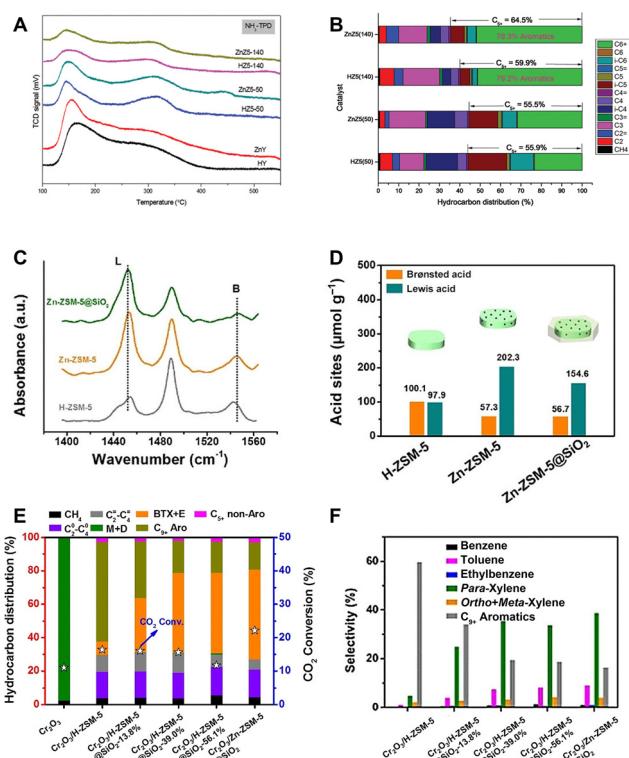 A
NH3-TPD
ZnZ5-140
HZ5-140
ZnZ5-50
HZ5-50
ZnY
HY
TCD signal (mV)
100
200
300
400
500
Temperature (°C)
B
C5+ = 64.5%
ZnZ5(140)
C5+ = 59.9%
HZ5(140)
C5+ = 55.5%
ZnZ5(50)
C5+ = 55.9%
HZ5(50)
Catalyst
0 10 20 30 40 50 60 70 80 90 100
Hydrocarbon distribution (%)
C6+
C6
i-C6
C5=
C5
i-C5
C4=
C4
i-C4
C3=
C3
C2=
C2
CH4
C
L
B
Zn-ZSM-5@SiO2
Zn-ZSM-5
H-ZSM-5
Absorbance (a.u.)
1400 1440 1480 1520 1560
Wavenumber (cm-1)
D
Brønsted acid
Lewis acid
Acid sites (μmol g−1)
500
400
300
200
100
0
100.1
97.9
57.3
202.3
56.7
154.6
H-ZSM-5
Zn-ZSM-5
Zn-ZSM-5@SiO2
E
CH4
C2=-C4=
BTX+E
C5+ non-Aro
C20-C40
M+D
C9+ Aro
Hydrocarbon distribution (%)
100
80
60
40
20
0
CO2 Conv.
50
40
30
20
10
0
CO2 Conversion (%)
Cr2O3
Cr2O3/H-ZSM-5
Cr2O3/H-ZSM-5
@SiO2-13.8%
Cr2O3/H-ZSM-5
@SiO2-39.0%
Cr2O3/H-ZSM-5
@SiO2-56.1%
Cr2O3/Zn-ZSM-5
@SiO2
F
Benzene
Toluene
Ethylbenzene
Para-Xylene
Ortho+Meta-Xylene
C9+ Aromatics
Selectivity (%)
60
40
20
0
Cr2O3/H-ZSM-5
Cr2O3/H-ZSM-5
SiO2-13.8%
Cr2O3/H-ZSM-5
SiO2-39.0%
Cr2O3/H-ZSM-5
SiO2-56.1%
Cr2O3/Zn-ZSM-5
SiO2